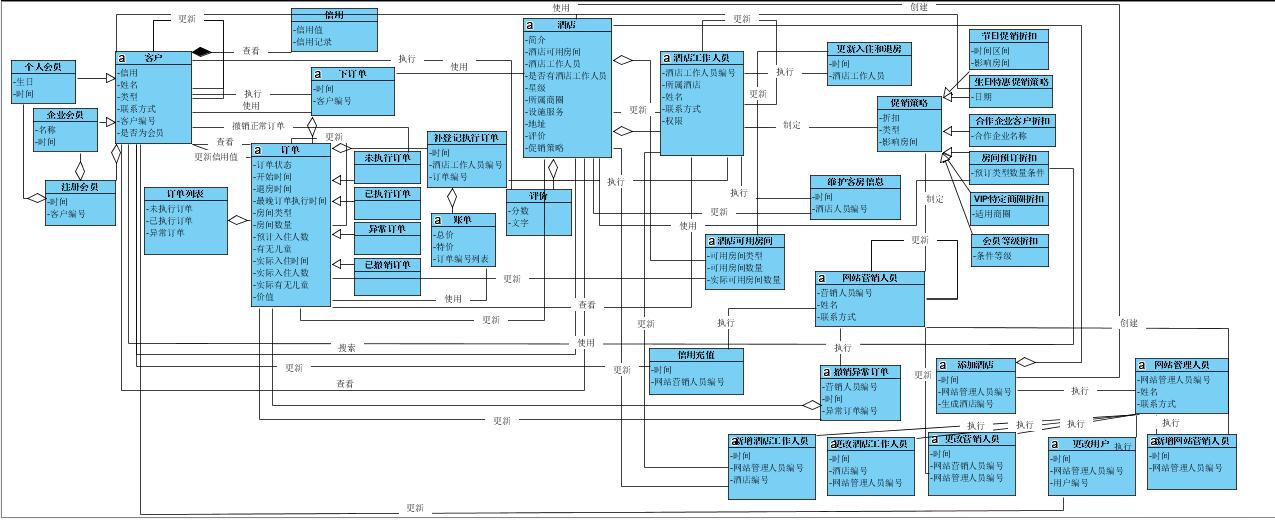 使用
创建
更新
信用
-信用值
-信用记录
查看
执行
使用
a 客户
-信用
-姓名
-类型
-联系方式
-客户编号
-是否为会员
个人会员
-生日
-时间
企业会员
-名称
-时间
注册会员
-时间
-客户编号
a 下订单
-时间
-客户编号
执行
使用
撤销正常订单
查看
更新信用值
更新
a 酒店
-简介
-酒店可用房间
-酒店工作人员
-是否有酒店工作人员
-星级
-所属商圈
-设施服务
-地址
-评价
-促销策略
a 酒店工作人员
-酒店工作人员编号
-所属酒店
-姓名
-联系方式
-权限
更新
执行
更新
更新
制定
更新入住和退房
-时间
-酒店工作人员
节日促销折扣
-时间区间
-影响房间
生日特惠促销策略
-日期
合作企业客户折扣
-合作企业名称
房间预订折扣
-预订类型数量条件
VIP特定商圈折扣
-适用商圈
会员等级折扣
-条件等级
促销策略
-折扣
-类型
-影响房间
制定
a 订单
-订单状态
-开始时间
-退房时间
-最晚订单执行时间
-房间类型
-房间数量
-预计入住人数
-有无儿童
-实际入住时间
-实际入住人数
-实际有无儿童
-价值
未执行订单
已执行订单
异常订单
已撤销订单
订单列表
-未执行订单
-已执行订单
-异常订单
补登记执行订单
-时间
-酒店工作人员编号
-订单编号
a 账单
-总价
-特价
-订单编号列表
评价
-分数
-文字
执行
执行
更新
使用
维护客房信息
-时间
-酒店人员编号
a 酒店可用房间
-可用房间类型
-可用房间数量
-实际可用房间数量
更新
a 网站营销人员
-营销人员编号
-姓名
-联系方式
更新
使用
查看
更新
更新
执行
创建
搜索
使用
执行
更新
更新
更新
查看
信用充值
-时间
-网站营销人员编号
a 撤销异常订单
-营销人员编号
-时间
-异常订单编号
更新
a 添加酒店
-时间
-网站管理人员编号
-生成酒店编号
执行
a 网站管理人员
-网站管理人员编号
-姓名
-联系方式
执行
执行
执行
执行
执行
a 新增酒店工作人员
-时间
-网站管理人员编号
-酒店编号
a 更改酒店工作人员
-时间
-酒店编号
-网站管理人员编号
a 更改营销人员
-时间
-网站营销人员编号
-网站管理人员编号
a 更改用户
-时间
-网站管理人员编号
-用户编号
a 新增网站营销人员
-时间
-网站管理人员编号
更新